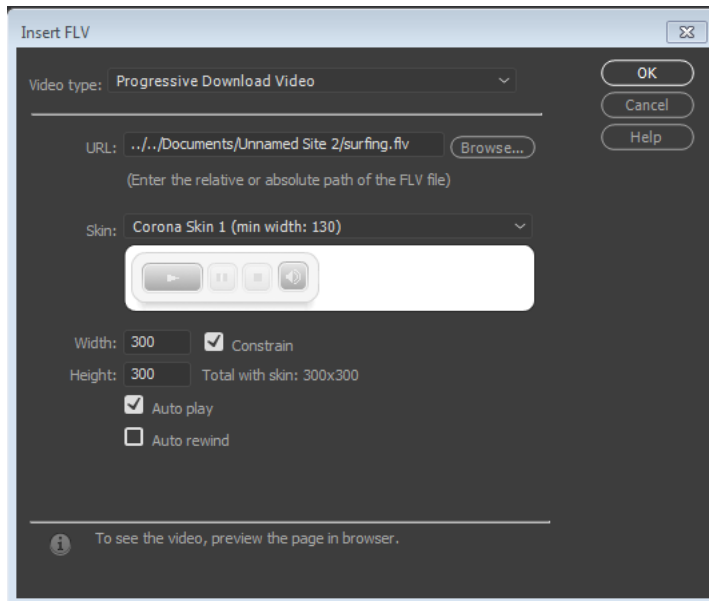 Insert FLV
Video type: Progressive Download Video
OK
Cancel
URL: ../../Documents/Unnamed Site 2/surfing.flv Browse...
Help
(Enter the relative or absolute path of the FLV file)
Skin: Corona Skin 1 (min width: 130)
Width: 300 Constrain
Height: 300 Total with skin: 300x300
Auto play
Auto rewind
To see the video, preview the page in browser.